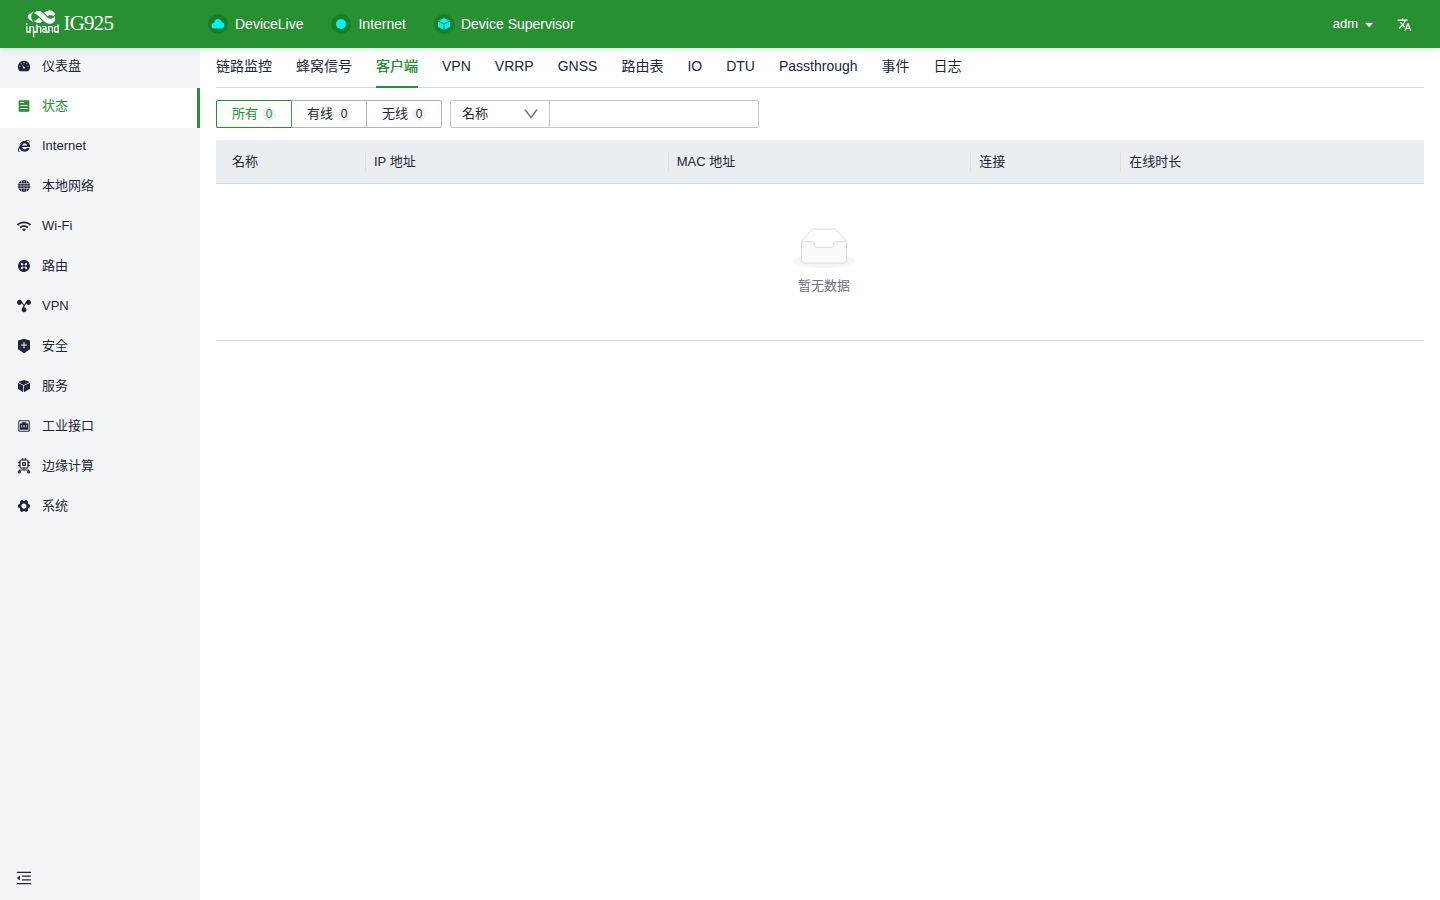 inhand IG925
DeviceLive Internet Device Supervisor
adm
仪表盘
状态
Internet
本地网络
Wi-Fi
路由
VPN
安全
服务
工业接口
边缘计算
系统
链路监控 蜂窝信号 客户端 VPN VRRP GNSS 路由表 IO DTU Passthrough 事件 日志
所有 0 有线 0 无线 0 名称
名称 IP 地址 MAC 地址 连接 在线时长
暂无数据